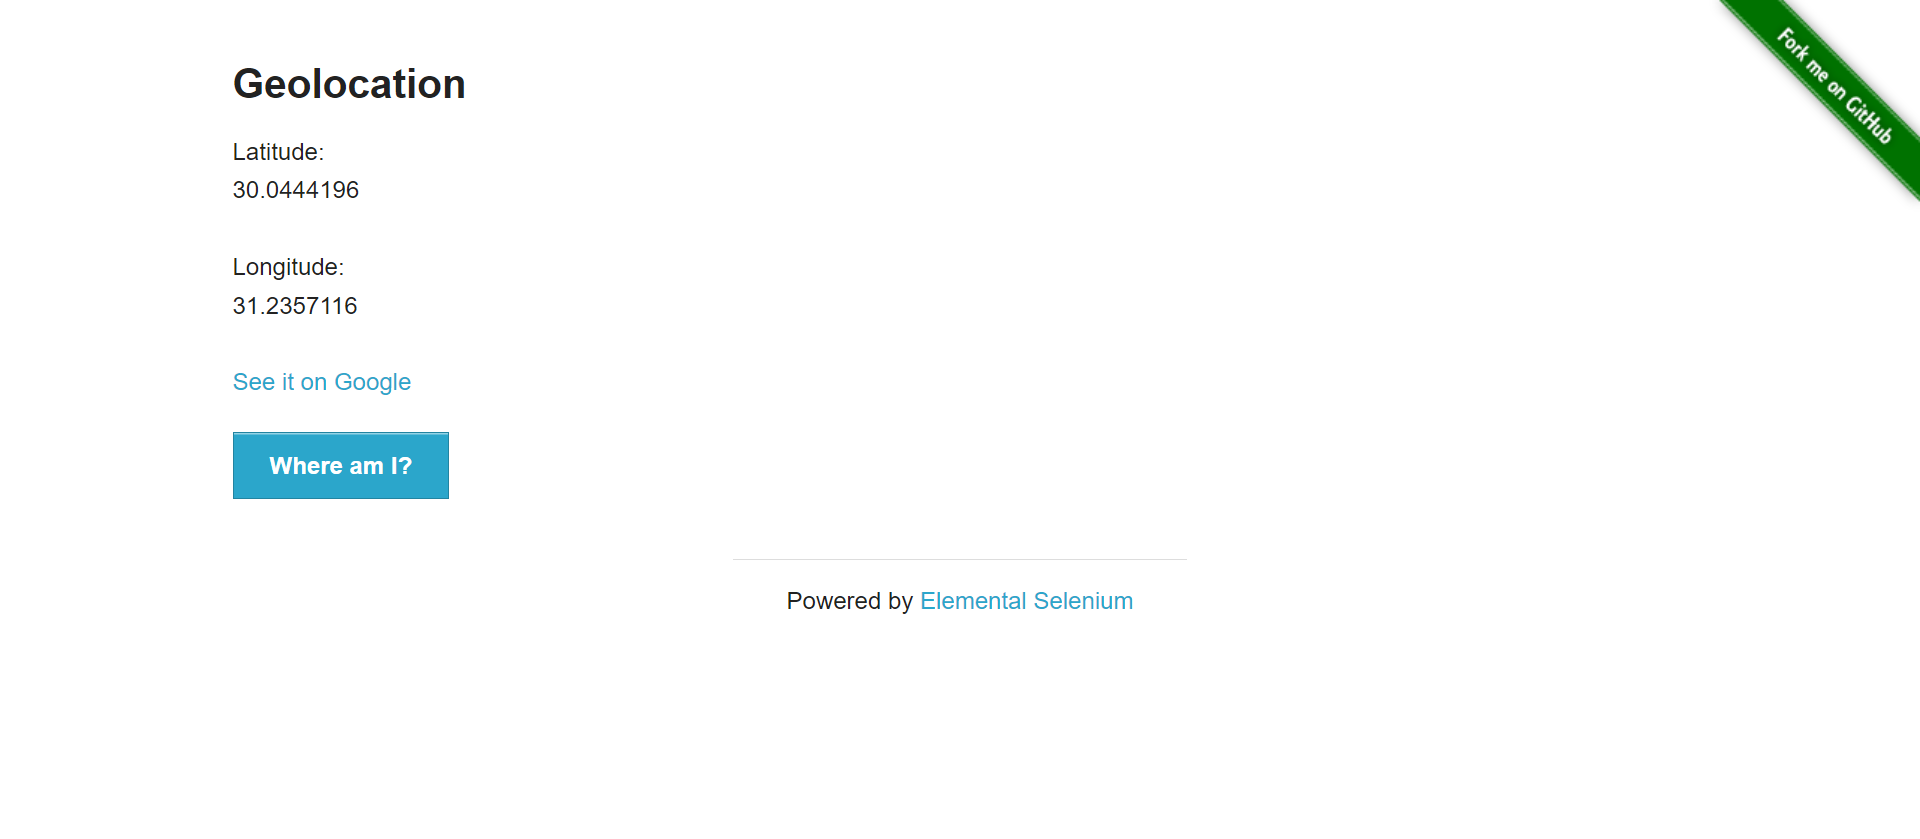 Fork me on GitHub
Geolocation
Latitude:
30.0444196
Longitude:
31.2357116
See it on Google
Where am I?
Powered by Elemental Selenium